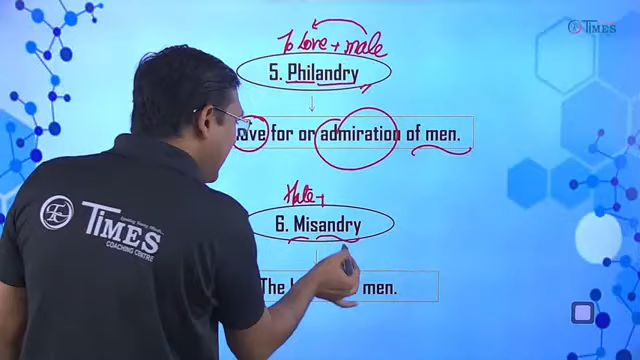 TIMES
To Love + male
5. Philandry
love for or admiration of men.
Hate +
6. Misandry
The men.
TIMES
COACHING CENTRE